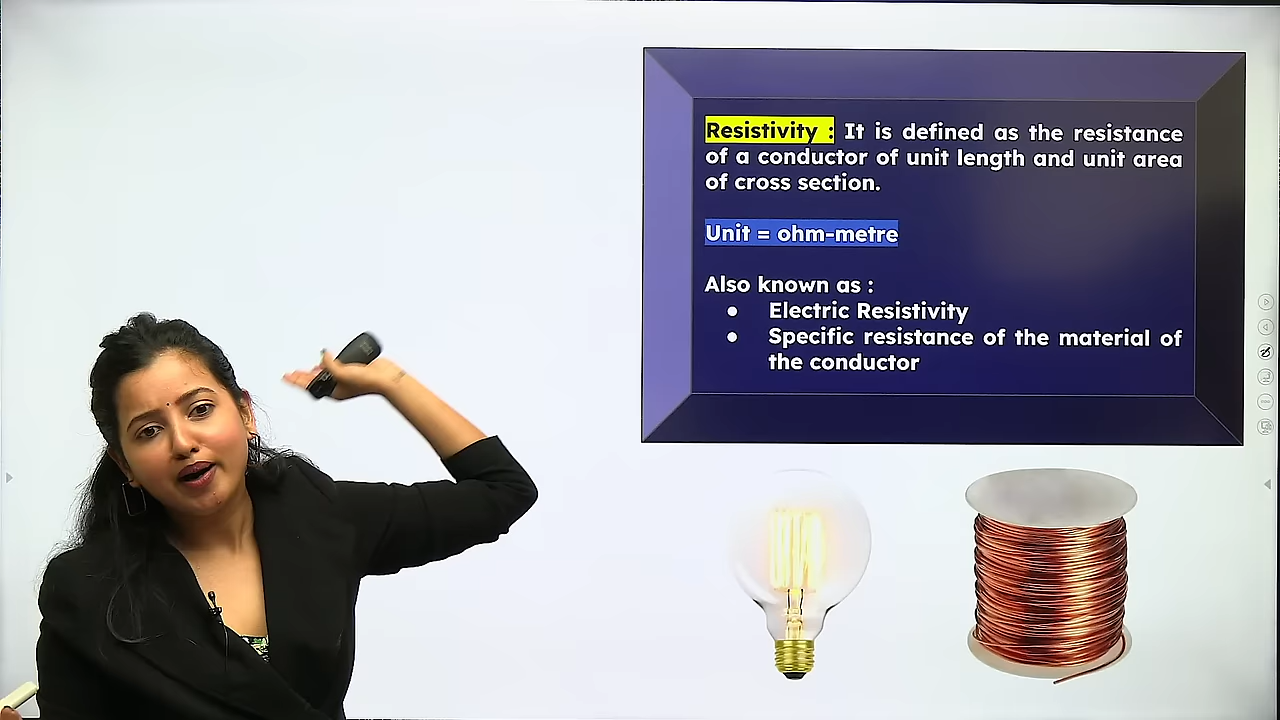 Resistivity : It is defined as the resistance
of a conductor of unit length and unit area
of cross section.
Unit = ohm-metre
Also known as :
● Electric Resistivity
● Specific resistance of the material of
the conductor